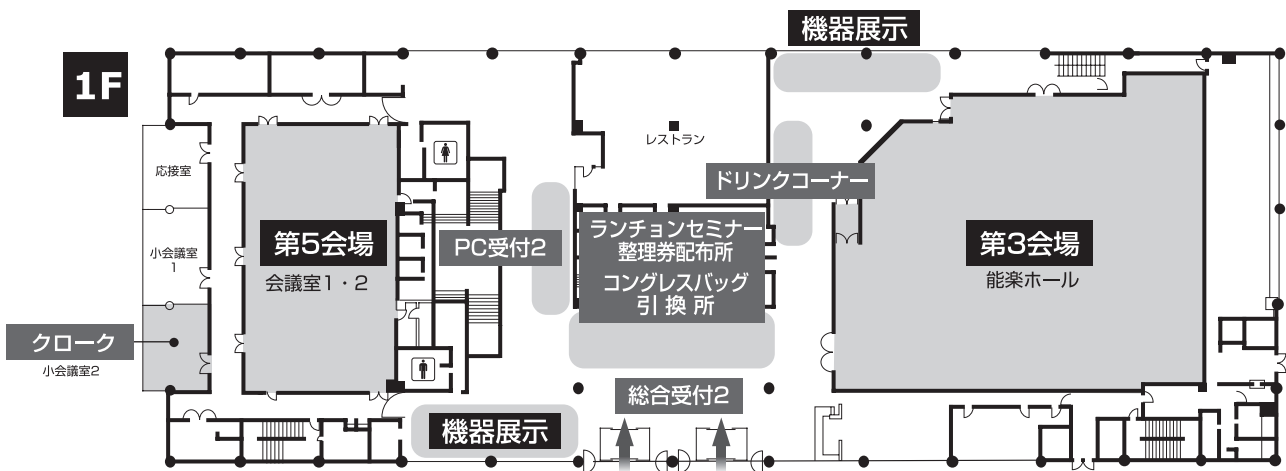 機器展示
1F
レストラン
応接室
ドリンクコーナー
第5会場
会議室1・2
PC受付2
ランチョンセミナー
整理券配布所
コングレスバッグ
引換所
第3会場
能楽ホール
小会議室
1
クローク
小会議室2
総合受付2
機器展示